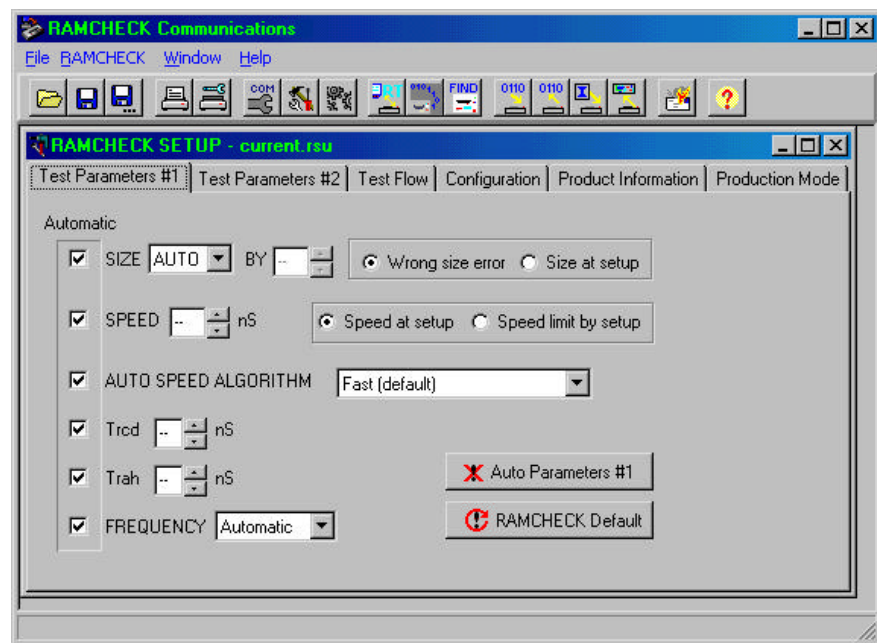 RAMCHECK Communications
File RAMCHECK Window Help
COM FIND 0110 0110
RAMCHECK SETUP - current.rsu
Test Parameters #1 Test Parameters #2 Test Flow Configuration Product Information Production Mode
Automatic
SIZE AUTO BY -- Wrong size error Size at setup
SPEED -- nS Speed at setup Speed limit by setup
AUTO SPEED ALGORITHM Fast (default)
Trcd -- nS
Trah -- nS
Auto Parameters #1
FREQUENCY Automatic
RAMCHECK Default